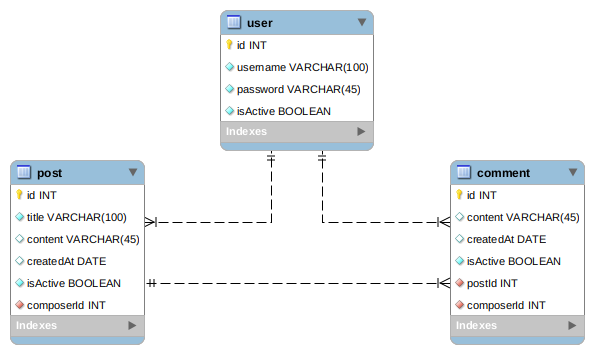 user
id INT
username VARCHAR(100)
password VARCHAR(45)
isActive BOOLEAN
Indexes
post
id INT
title VARCHAR(100)
content VARCHAR(45)
createdAt DATE
isActive BOOLEAN
composerId INT
Indexes
comment
id INT
content VARCHAR(45)
createdAt DATE
isActive BOOLEAN
postId INT
composerId INT
Indexes